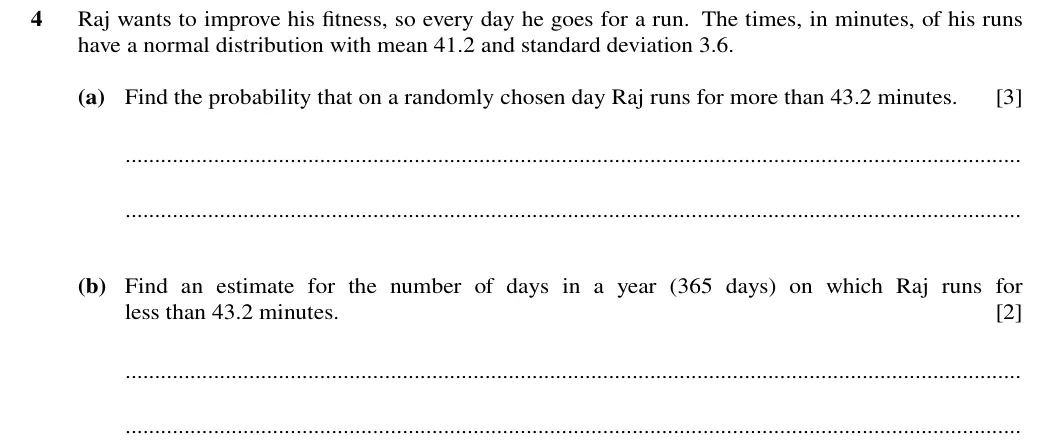 4 Raj wants to improve his fitness, so every day he goes for a run. The times, in minutes, of his runs
have a normal distribution with mean 41.2 and standard deviation 3.6.
(a) Find the probability that on a randomly chosen day Raj runs for more than 43.2 minutes. [3]
(b) Find an estimate for the number of days in a year (365 days) on which Raj runs for
less than 43.2 minutes. [2]